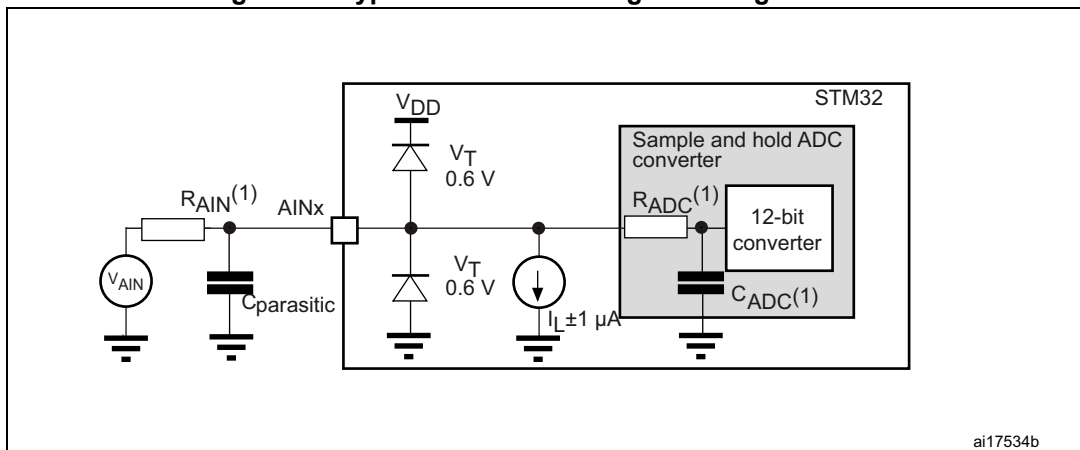 STM32
VDD
VT
0.6 V
Sample and hold ADC
converter
RAIN(1)
AINx
RADC(1)
12-bit
converter
VAIN
Cparasitic
VT
0.6 V
IL±1 µA
CADC(1)
ai17534b